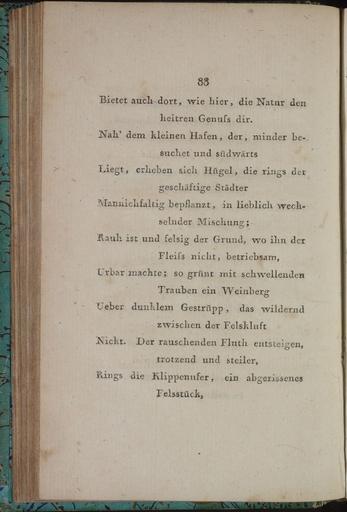 88
Bietet auch dort, wie hier, die Natur den
heitren Genuſs dir.
Nah' dem kleinen Hafen, der, minder be-
suchet und südwärts
Liegt, erheben sich Hügel, die rings der
geschäftige Städter
Mannichfaltig bepflanzt, in lieblich wech-
selnder Mischung;
Rauh ist und felsig der Grund, wo ihn der
Fleiſs nicht, betriebsam,
Urbar machte; so grünt mit schwellenden
Trauben ein Weinberg
Ueber dunklem Gestrüpp, das wildernd
zwischen der Felskluft
Nickt. Der rauschenden Fluth entsteigen,
trotzend und steiler,
Rings die Klippenufer, ein abgerissenes
Felsstück,